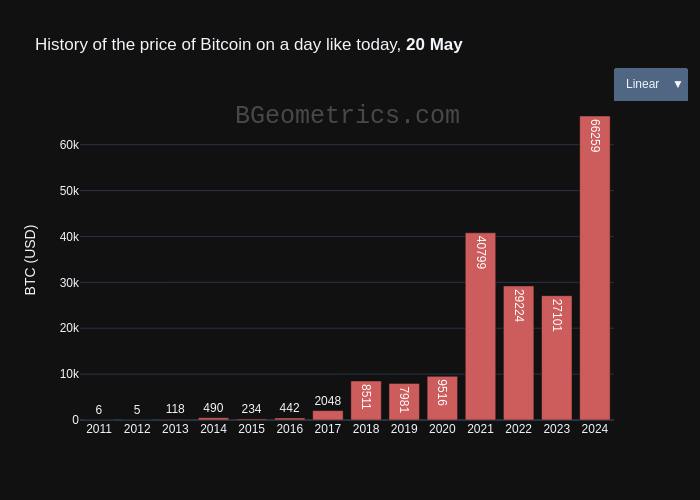 History of the price of Bitcoin on a day like today, 20 May
Linear ▼
BGeometrics.com
BTC (USD)
60k
50k
40k
30k
20k
10k
0
6 5 118 490 234 442 2048 8511 7981 9516 40799 29224 27101 66259
2011 2012 2013 2014 2015 2016 2017 2018 2019 2020 2021 2022 2023 2024